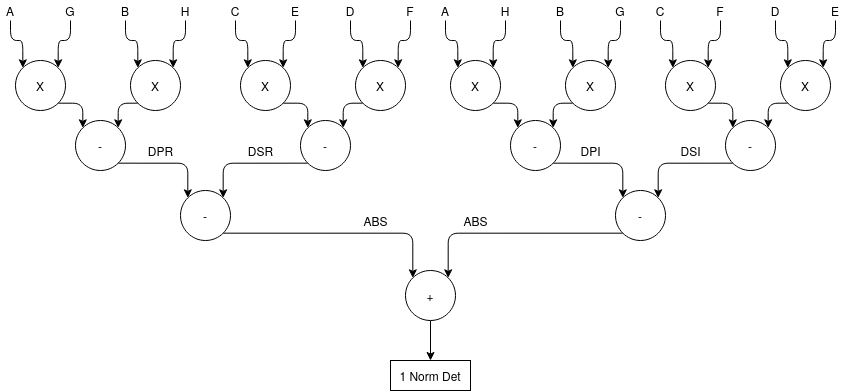 A G B H C E D F A H B G C F D E
X X X X X X X X
- - - -
DPR DSR DPI DSI
- -
ABS ABS
+
1 Norm Det